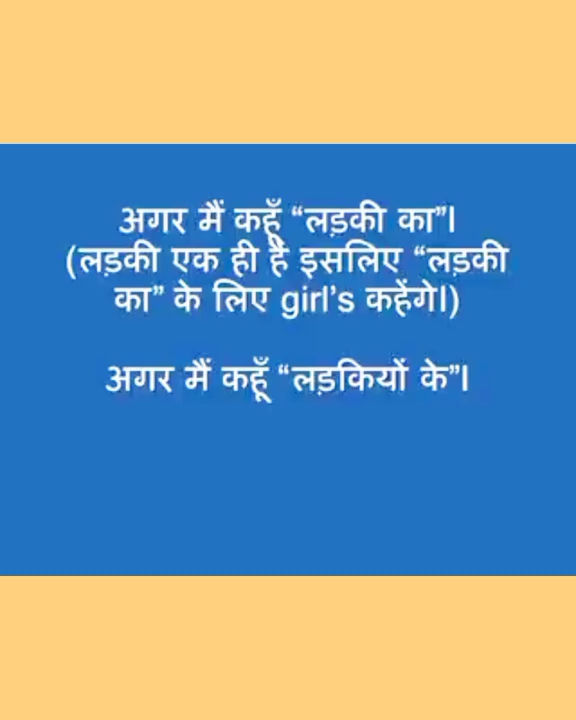 अगर मैं कहूँ “लड़की का”।
(लड़की एक ही है इसलिए “लड़की
का” के लिए girl’s कहेंगे।)
अगर मैं कहूँ “लड़कियों के”।